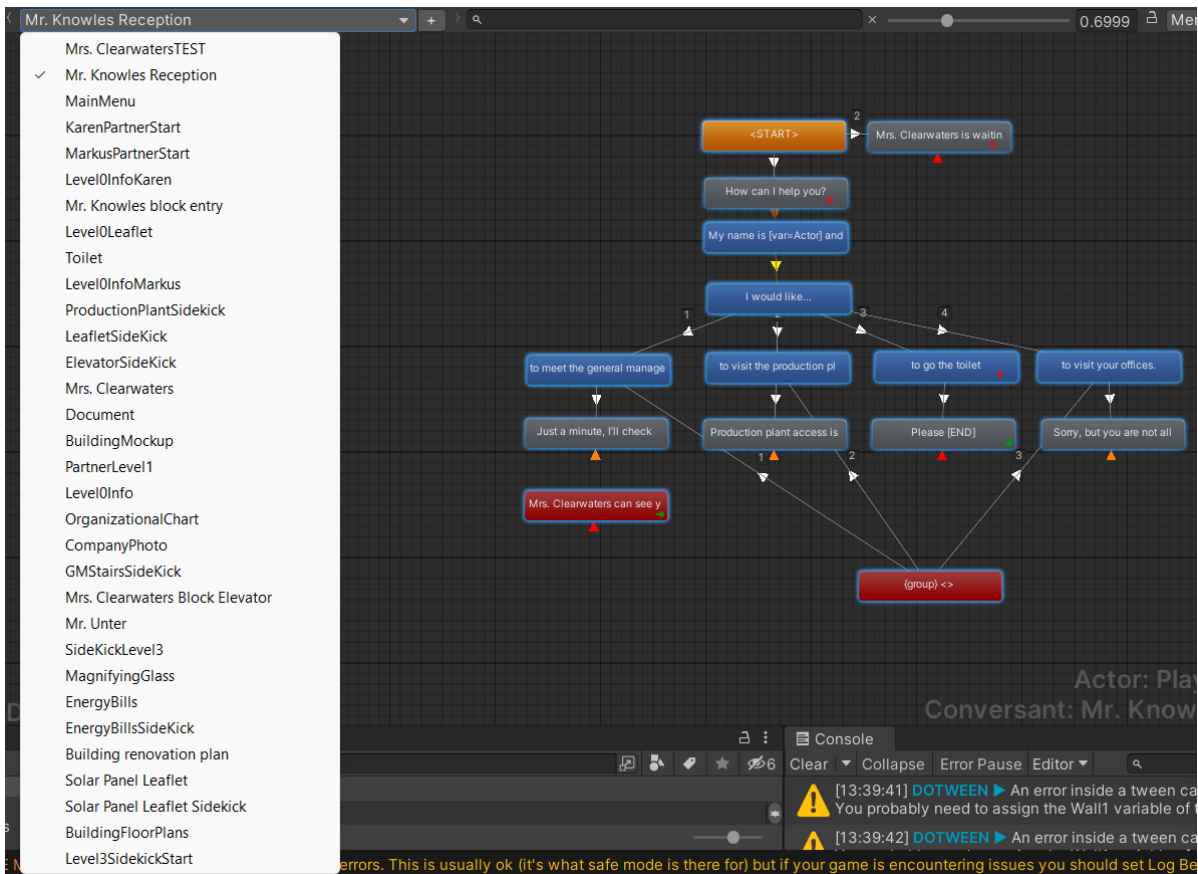 Mr. Knowles Reception
+
×
0.6999
Mrs. ClearwatersTEST
Mr. Knowles Reception
MainMenu
KarenPartnerStart
MarkusPartnerStart
Level0InfoKaren
Mr. Knowles block entry
Level0Leaflet
Toilet
Level0InfoMarkus
ProductionPlantSidekick
LeafletSideKick
ElevatorSideKick
Mrs. Clearwaters
Document
BuildingMockup
PartnerLevel1
Level0Info
OrganizationalChart
CompanyPhoto
GMStairsSideKick
Mrs. Clearwaters Block Elevator
Mr. Unter
SideKickLevel3
MagnifyingGlass
EnergyBills
EnergyBillsSideKick
Building renovation plan
Solar Panel Leaflet
Solar Panel Leaflet Sidekick
BuildingFloorPlans
Level3SidekickStart
<START>
2
Mrs. Clearwaters is waitin
?
How can I help you?
?
My name is [var=Actor] and
I would like...
1
2
3
4
to meet the general manage
to visit the production pl
to go the toilet
?
to visit your offices.
Just a minute, I'll check
Production plant access is
Please [END]
Sorry, but you are not all
1
2
3
Mrs. Clearwaters can see y
{group} <>
Actor: Play
Conversant: Mr. Know
6
Console
Clear
Collapse
Error Pause
Editor
[13:39:41] DOTWEEN ▶ An error inside a tween ca
You probably need to assign the Wall1 variable of t
[13:39:42] DOTWEEN ▶ An error inside a tween ca
errors. This is usually ok (it's what safe mode is there for) but if your game is encountering issues you should set Log Be